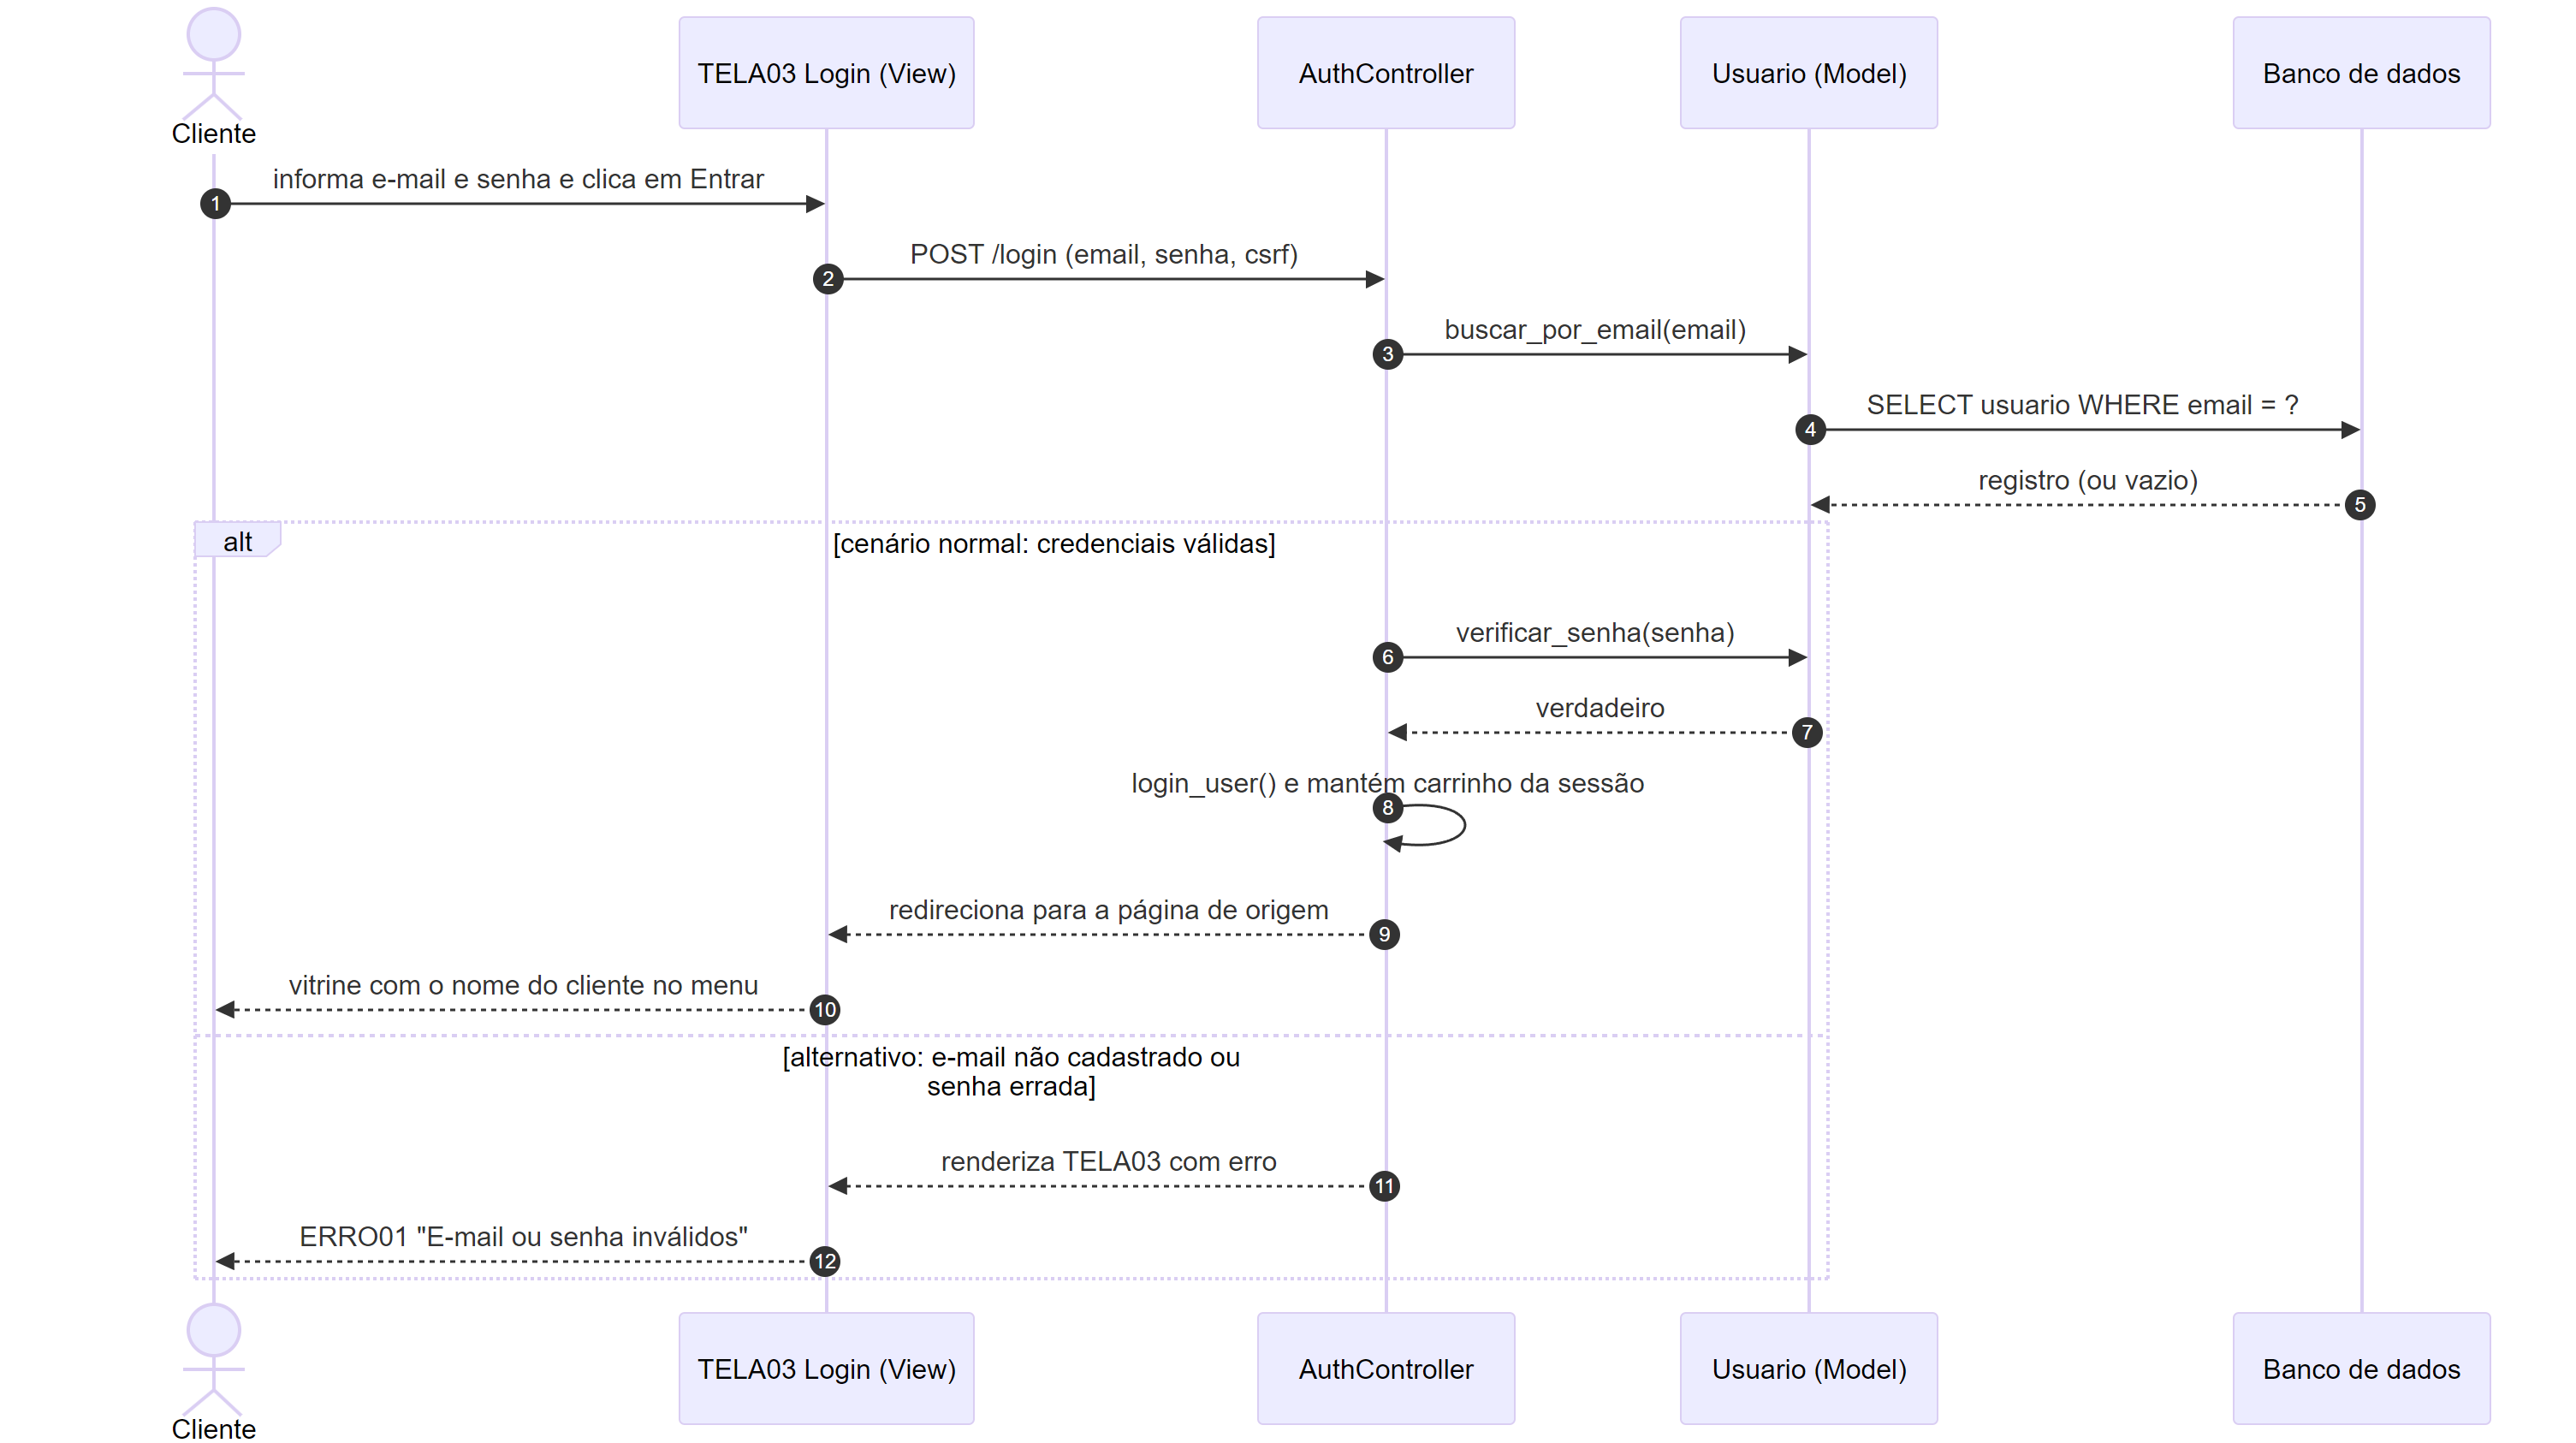 Cliente
TELA03 Login (View)
AuthController
Usuario (Model)
Banco de dados
informa e-mail e senha e clica em Entrar
1
POST /login (email, senha, csrf)
2
buscar_por_email(email)
3
SELECT usuario WHERE email = ?
4
registro (ou vazio)
5
alt
[cenário normal: credenciais válidas]
verificar_senha(senha)
6
verdadeiro
7
login_user() e mantém carrinho da sessão
8
redireciona para a página de origem
9
vitrine com o nome do cliente no menu
10
[alternativo: e-mail não cadastrado ou
senha errada]
renderiza TELA03 com erro
11
ERRO01 "E-mail ou senha inválidos"
12
Cliente
TELA03 Login (View)
AuthController
Usuario (Model)
Banco de dados